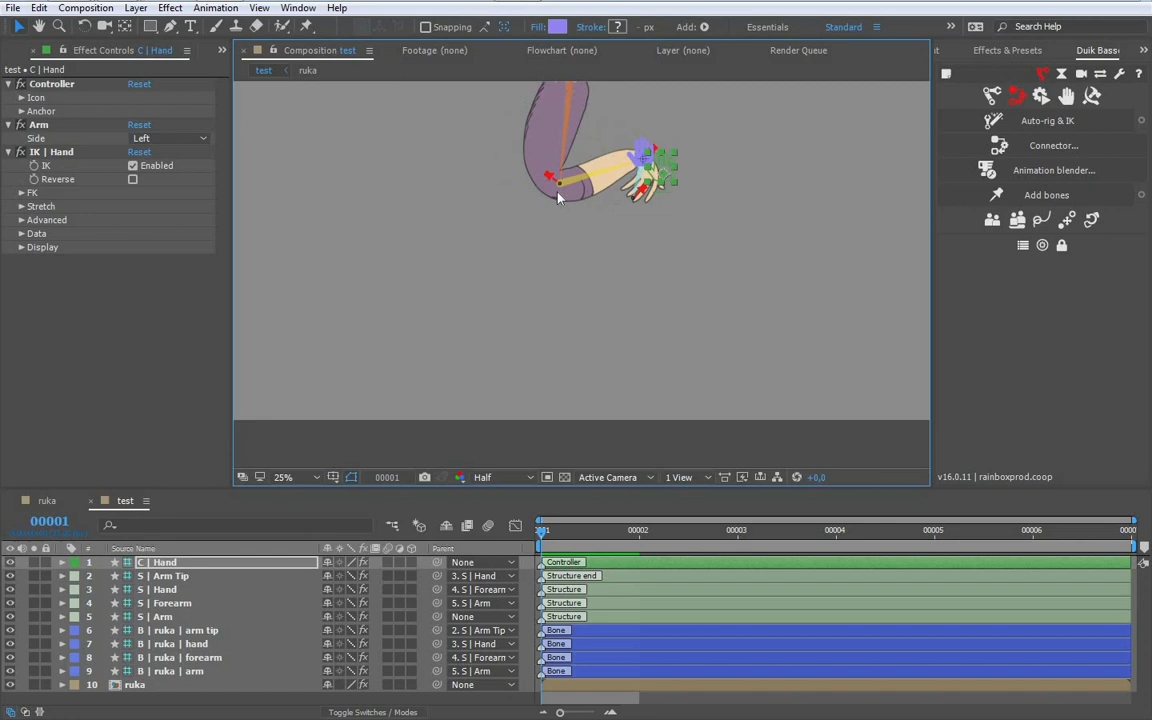 File Edit Composition Layer Effect Animation View Window Help
Snapping Fill: Stroke: ? - px Add: Essentials Standard Search Help
Effect Controls C | Hand Composition test Footage (none) Flowchart (none) Layer (none) Render Queue Effects & Presets Duik Bass
test • C | Hand test ruka
fx Controller Reset
Icon
Anchor
fx Arm Reset
Side Left
Auto-rig & IK
fx IK | Hand Reset
Connector...
IK Enabled
Reverse
Animation blender...
FK
Add bones
Stretch
Advanced
Data
Display
25% 00001 Half Active Camera 1 View +0,0
v16.0.11 | rainboxprod.coop
ruka test
00001
# Source Name Parent
00002 00003 00004 00005 00006
1 C | Hand None Controller
2 S | Arm Tip 3. S | Hand Structure end
3 S | Hand 4. S | Forearm Structure
4 S | Forearm 5. S | Arm Structure
5 S | Arm None Structure
6 B | ruka | arm tip 2. S | Arm Tip Bone
7 B | ruka | hand 3. S | Hand Bone
8 B | ruka | forearm 4. S | Forearm Bone
9 B | ruka | arm 5. S | Arm Bone
10 ruka None
Toggle Switches / Modes